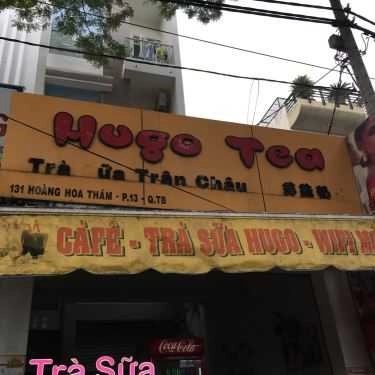 Hugo Tea
Trà ữa Trân Châu
131 HOÀNG HOA THÁM - P.13 - Q.TB
CAFÉ - TRÀ SỮA HUGO - WIFI
Coca-Cola
Trà Sữa